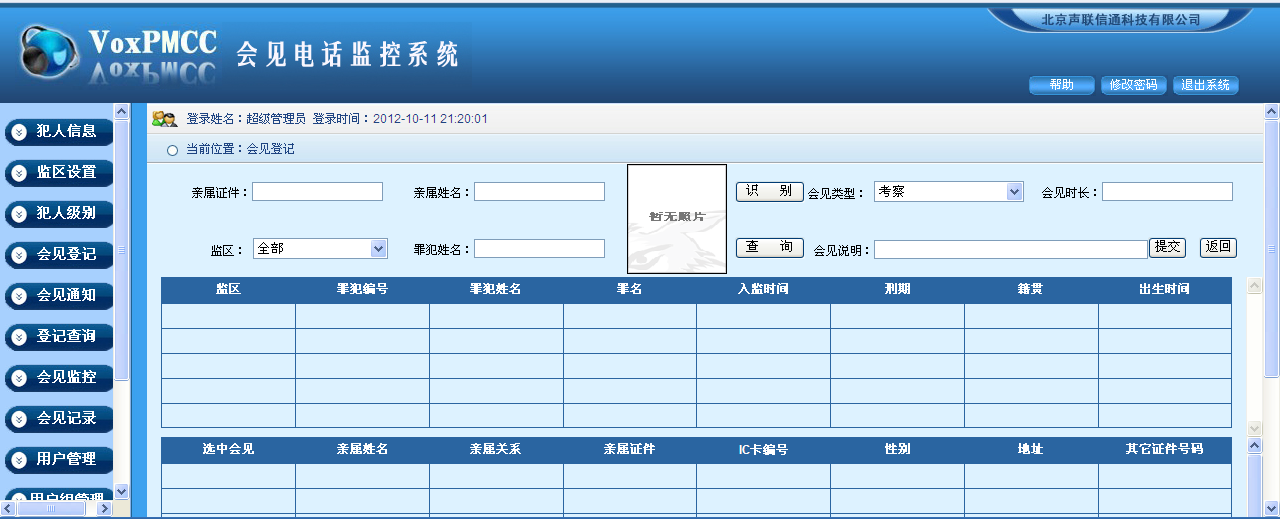 北京声联信通科技有限公司
VoxPMCC 会见电话监控系统
帮助 修改密码 退出系统
犯人信息
监区设置
犯人级别
会见登记
会见通知
登记查询
会见监控
会见记录
用户管理
用户组管理
登录姓名：超级管理员 登录时间：2012-10-11 21:20:01
当前位置：会见登记
亲属证件： 亲属姓名： 暂无照片 识 别 会见类型： 考察 会见时长：
监区： 全部 罪犯姓名： 查 询 会见说明： 提交 返回
监区 罪犯编号 罪犯姓名 罪名 入监时间 刑期 籍贯 出生时间
选中会见 亲属姓名 亲属关系 亲属证件 IC卡编号 性别 地址 其它证件号码